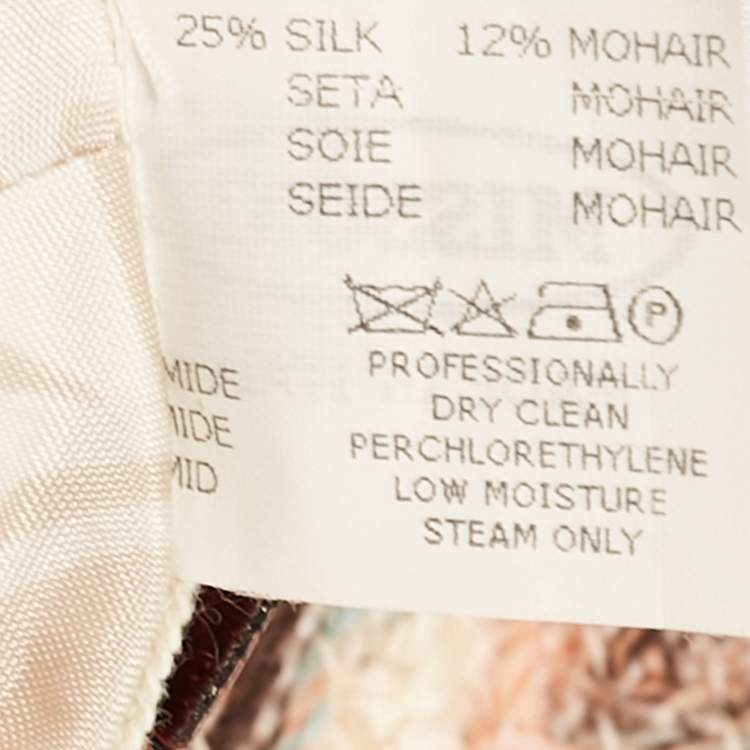 25% SILK 12% MOHAIR
SETA MOHAIR
SOIE MOHAIR
SEIDE MOHAIR
P
MIDE
MIDE
MID
PROFESSIONALLY
DRY CLEAN
PERCHLORETHYLENE
LOW MOISTURE
STEAM ONLY